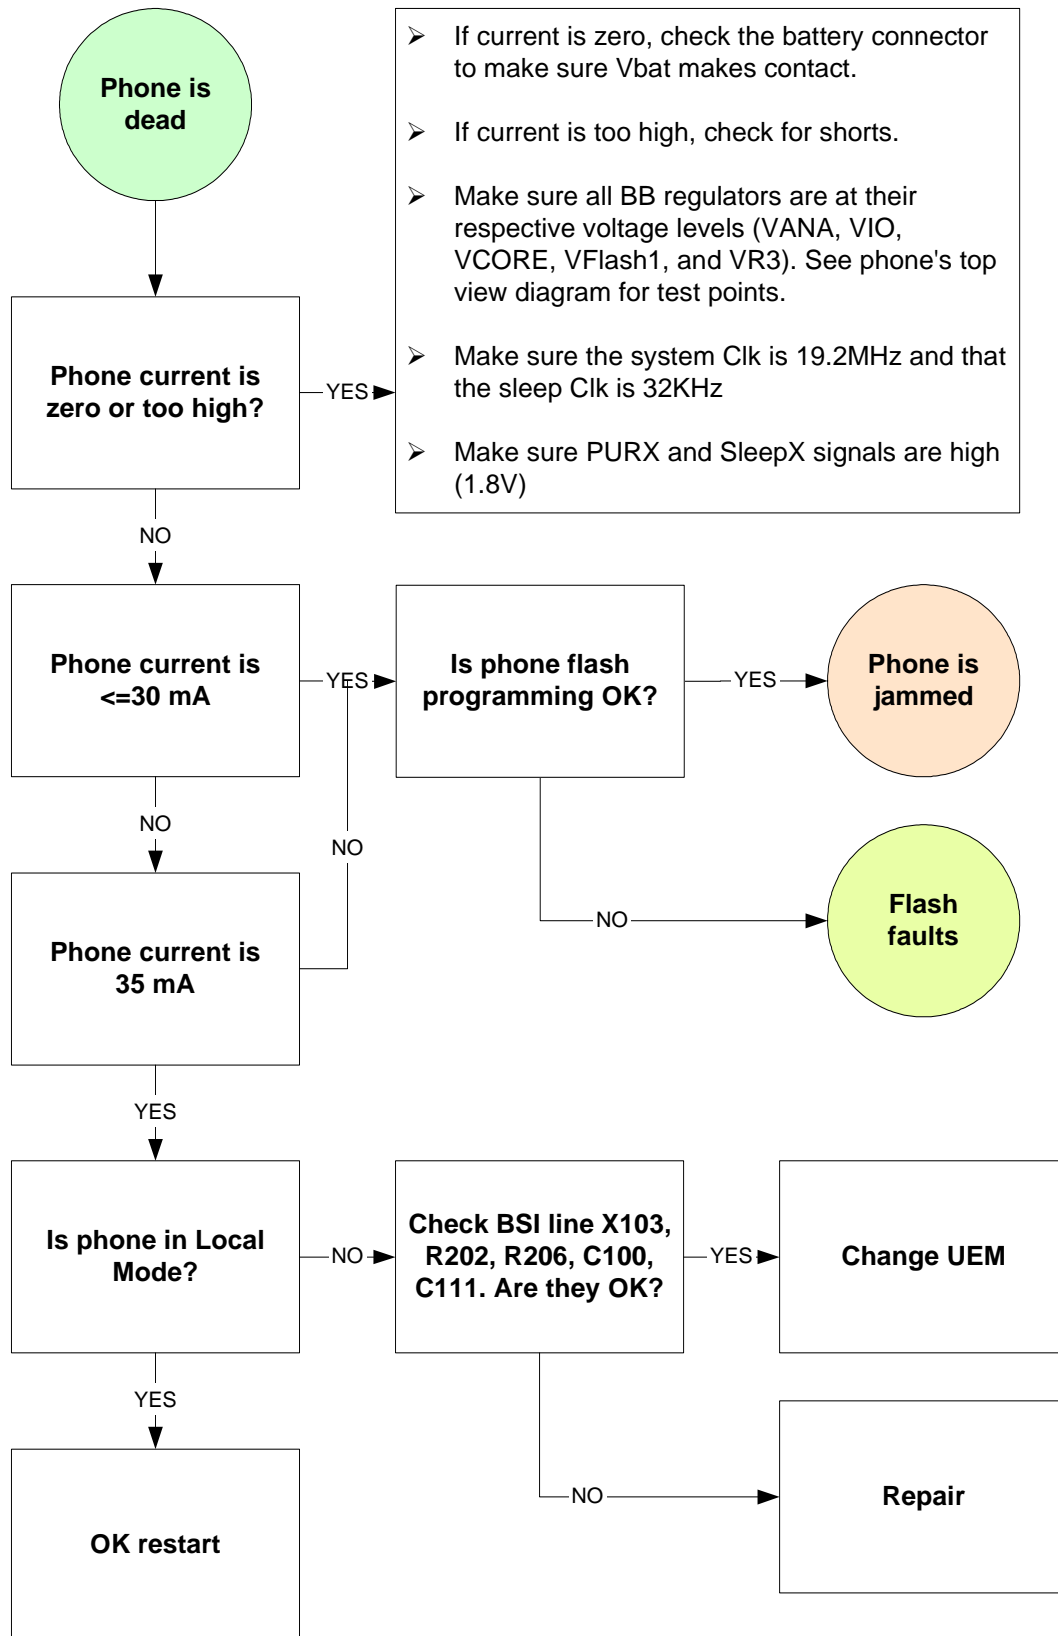 Phone is
dead
➢ If current is zero, check the battery connector
to make sure Vbat makes contact.
➢ If current is too high, check for shorts.
➢ Make sure all BB regulators are at their
respective voltage levels (VANA, VIO,
VCORE, VFlash1, and VR3). See phone's top
view diagram for test points.
➢ Make sure the system Clk is 19.2MHz and that
the sleep Clk is 32KHz
➢ Make sure PURX and SleepX signals are high
(1.8V)
Phone current is
zero or too high?
YES
NO
Phone current is
<=30 mA
YES
Is phone flash
programming OK?
YES
Phone is
jammed
NO
NO
Phone current is
35 mA
NO
Flash
faults
YES
Is phone in Local
Mode?
NO
Check BSI line X103,
R202, R206, C100,
C111. Are they OK?
YES
Change UEM
YES
NO
Repair
OK restart